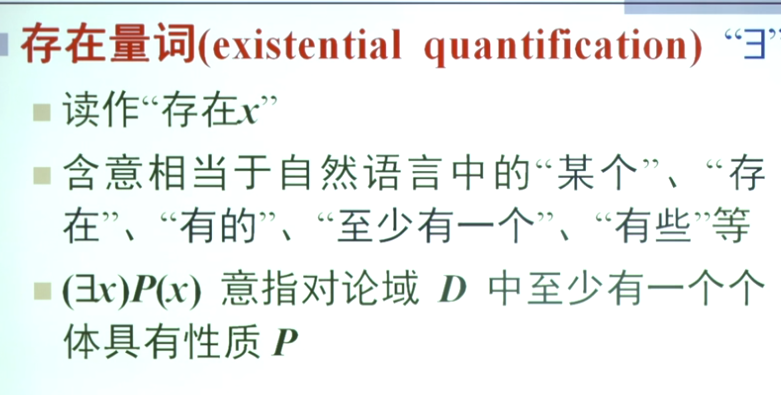 存在量词(existential quantification) “∃”
读作“存在x”
含意相当于自然语言中的“某个”、“存
在”、“有的”、“至少有一个”、“有些”等
(∃x)P(x) 意指对论域 D 中至少有一个个
体具有性质 P